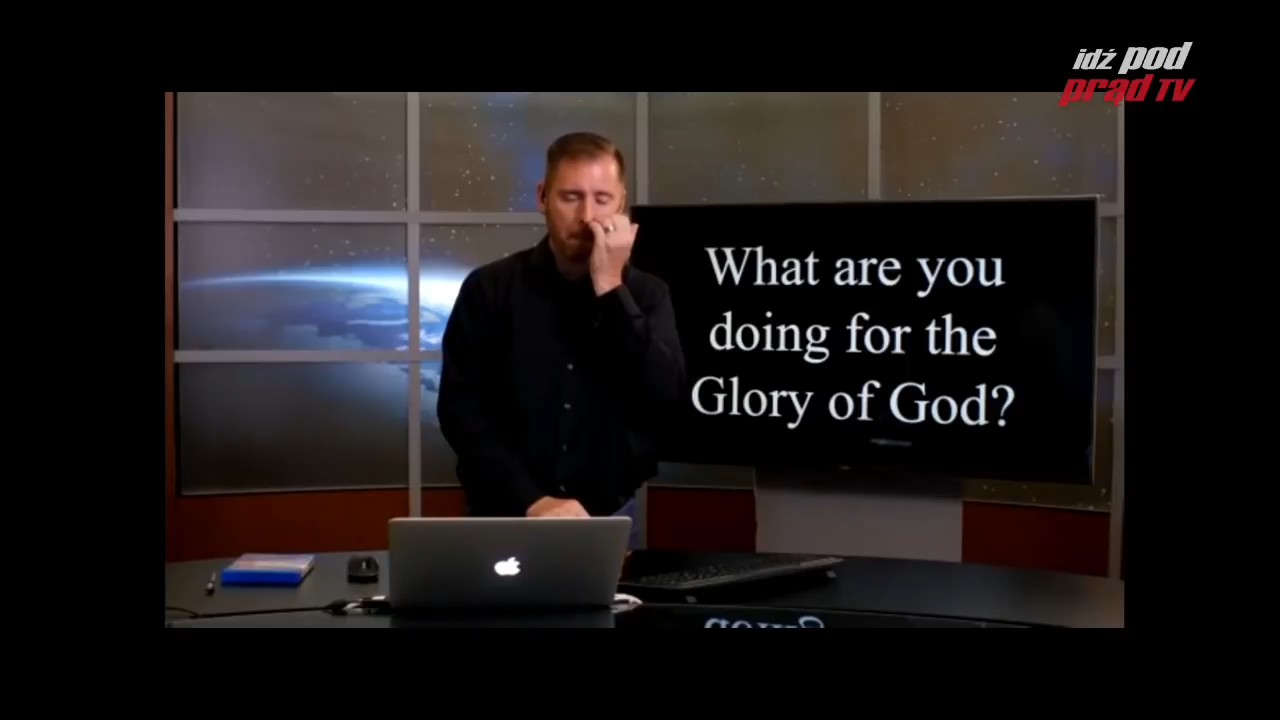 idź pod
prąd TV
What are you
doing for the
Glory of God?